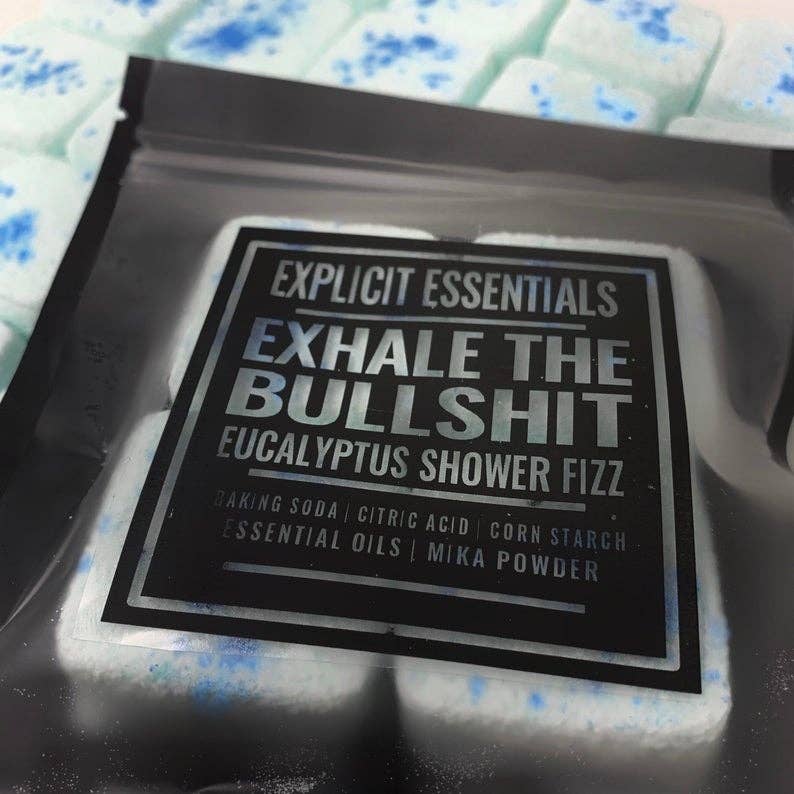 EXPLICIT ESSENTIALS
EXHALE THE
BULLSHIT
EUCALYPTUS SHOWER FIZZ
BAKING SODA | CITRIC ACID | CORN STARCH
ESSENTIAL OILS | MIKA POWDER